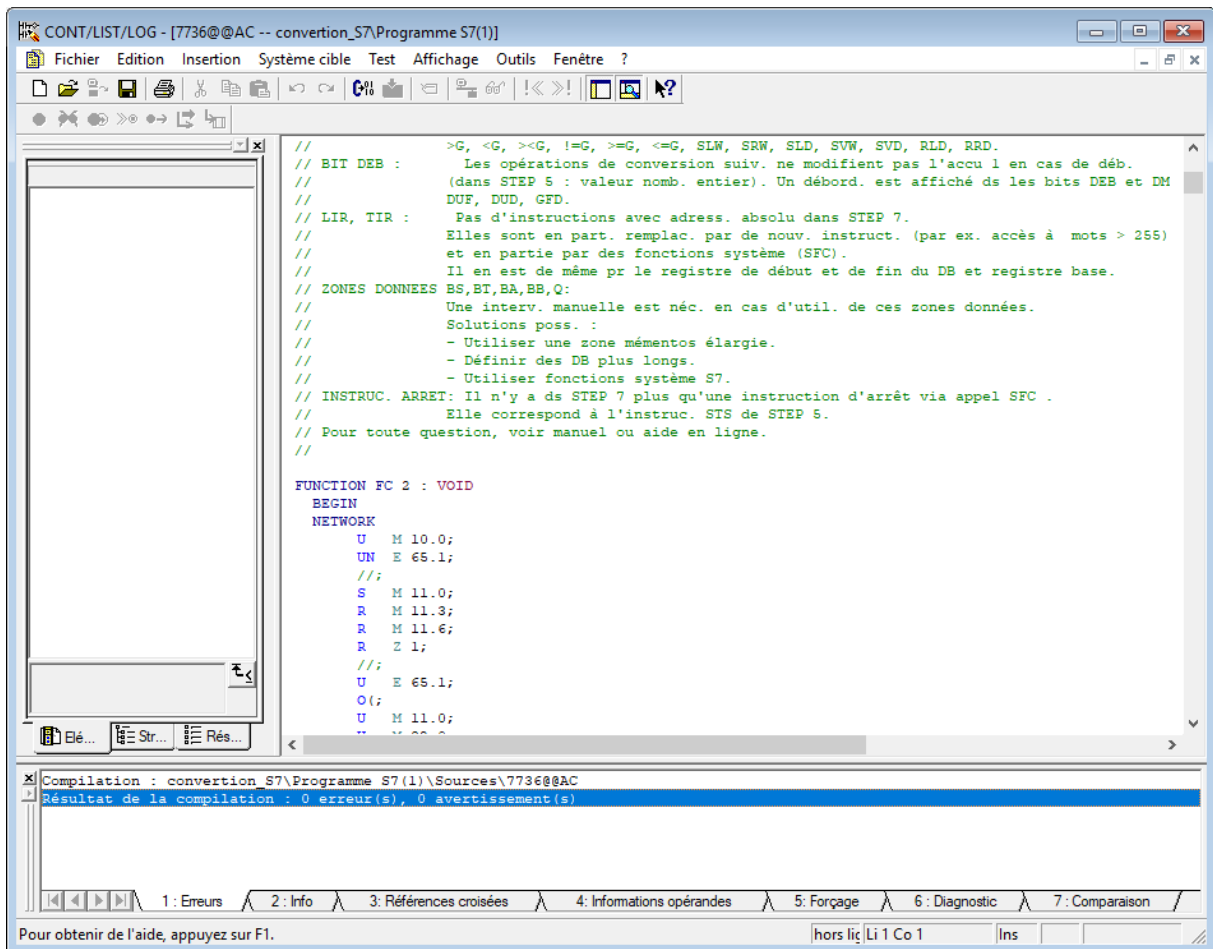 CONT/LIST/LOG - [7736@@AC -- convertion_S7\Programme S7(1)]
Fichier Edition Insertion Système cible Test Affichage Outils Fenêtre ?
// >G, <G, ><G, !=G, >=G, <=G, SLW, SRW, SLD, SVW, SVD, RLD, RRD.
// BIT DEB : Les opérations de conversion suiv. ne modifient pas l'accu 1 en cas de déb.
// (dans STEP 5 : valeur nomb. entier). Un débord. est affiché ds les bits DEB et DM
// DUF, DUD, GFD.
// LIR, TIR : Pas d'instructions avec adress. absolu dans STEP 7.
// Elles sont en part. remplac. par de nouv. instruct. (par ex. accès à mots > 255)
// et en partie par des fonctions système (SFC).
// Il en est de même pr le registre de début et de fin du DB et registre base.
// ZONES DONNEES BS,BT,BA,BB,Q:
// Une interv. manuelle est néc. en cas d'util. de ces zones données.
// Solutions poss. :
// - Utiliser une zone mémentos élargie.
// - Définir des DB plus longs.
// - Utiliser fonctions système S7.
// INSTRUC. ARRET: Il n'y a ds STEP 7 plus qu'une instruction d'arrêt via appel SFC .
// Elle correspond à l'instruc. STS de STEP 5.
// Pour toute question, voir manuel ou aide en ligne.
//
FUNCTION FC 2 : VOID
BEGIN
NETWORK
U M 10.0;
UN E 65.1;
//;
S M 11.0;
R M 11.3;
R M 11.6;
R Z 1;
//;
U E 65.1;
O(;
U M 11.0;
Elé... Str... Rés...
Compilation : convertion_S7\Programme S7(1)\Sources\7736@@AC
Résultat de la compilation : 0 erreur(s), 0 avertissement(s)
1 : Erreurs 2 : Info 3: Références croisées 4: Informations opérandes 5: Forçage 6 : Diagnostic 7 : Comparaison
Pour obtenir de l'aide, appuyez sur F1. hors lig Li 1 Co 1 Ins